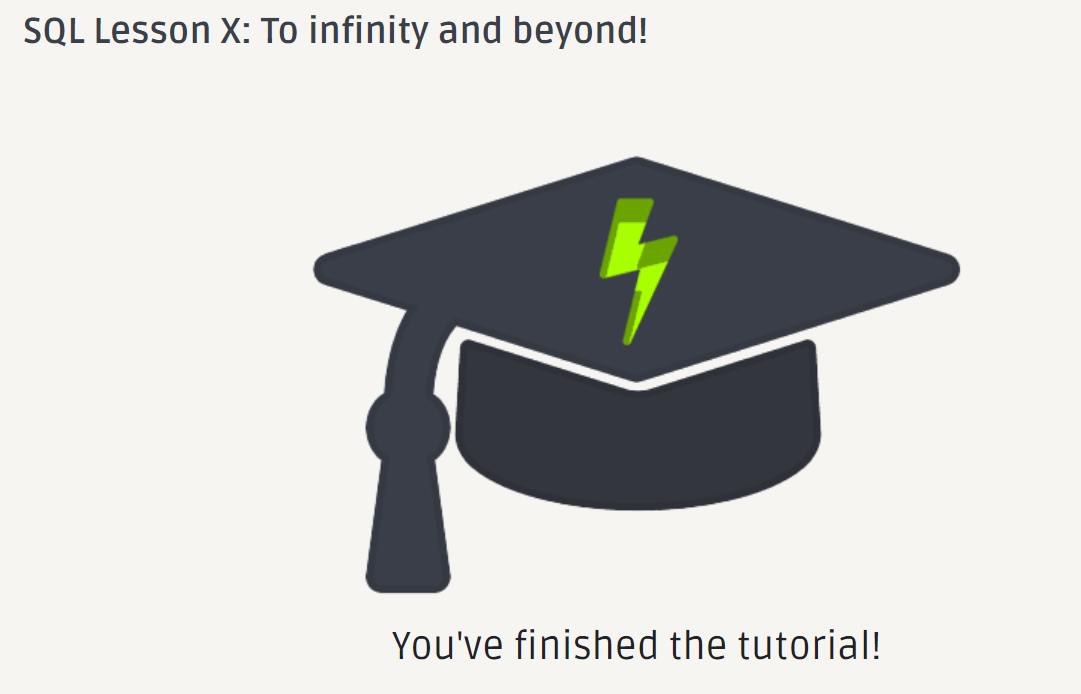 SQL Lesson X: To infinity and beyond!
You've finished the tutorial!